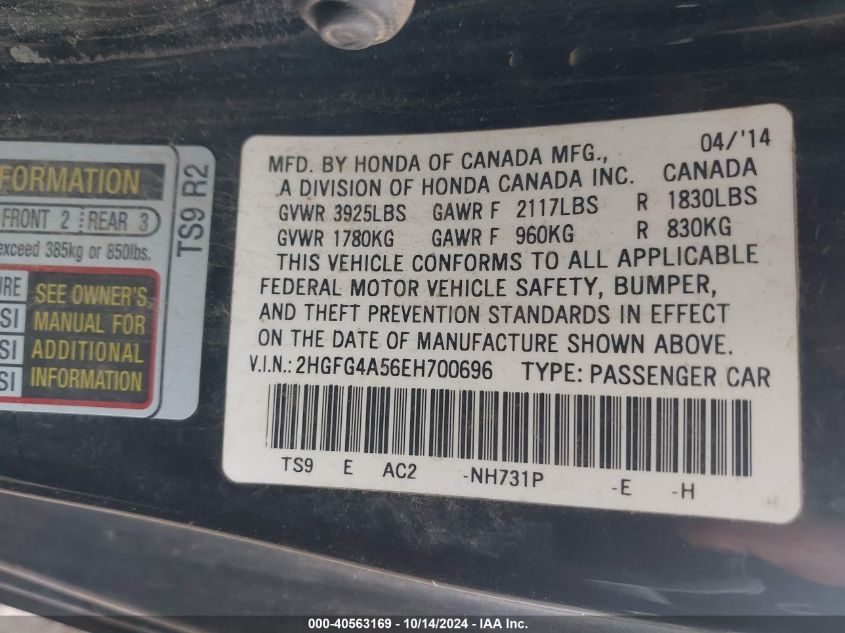 FORMATION
FRONT 2 REAR 3
exceed 385kg or 850lbs.
SEE OWNER'S
MANUAL FOR
ADDITIONAL
INFORMATION
URE
SI
SI
SI
TS9 R2
04/'14
MFD. BY HONDA OF CANADA MFG.,
A DIVISION OF HONDA CANADA INC. CANADA
GVWR 3925LBS GAWR F 2117LBS R 1830LBS
GVWR 1780KG GAWR F 960KG R 830KG
THIS VEHICLE CONFORMS TO ALL APPLICABLE
FEDERAL MOTOR VEHICLE SAFETY, BUMPER,
AND THEFT PREVENTION STANDARDS IN EFFECT
ON THE DATE OF MANUFACTURE SHOWN ABOVE.
V.I.N.: 2HGFG4A56EH700696 TYPE: PASSENGER CAR
TS9 E AC2 -NH731P -E -H
000-40563169 - 10/14/2024 - IAA Inc.